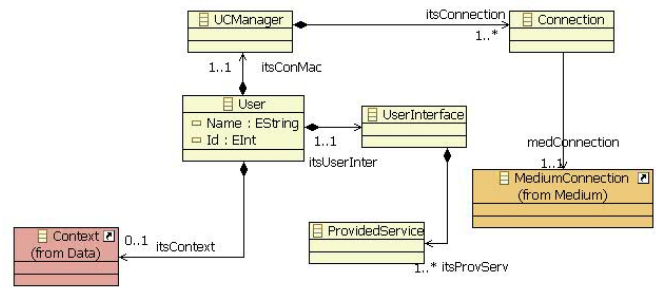 UCManager
itsConnection
Connection
1..*
1..1
itsConMac
User
Name : EString
Id : EInt
UserInterface
1..1
itsUserInter
medConnection
1..1
MediumConnection
(from Medium)
Context
(from Data)
0..1
itsContext
ProvidedService
1..* itsProvServ